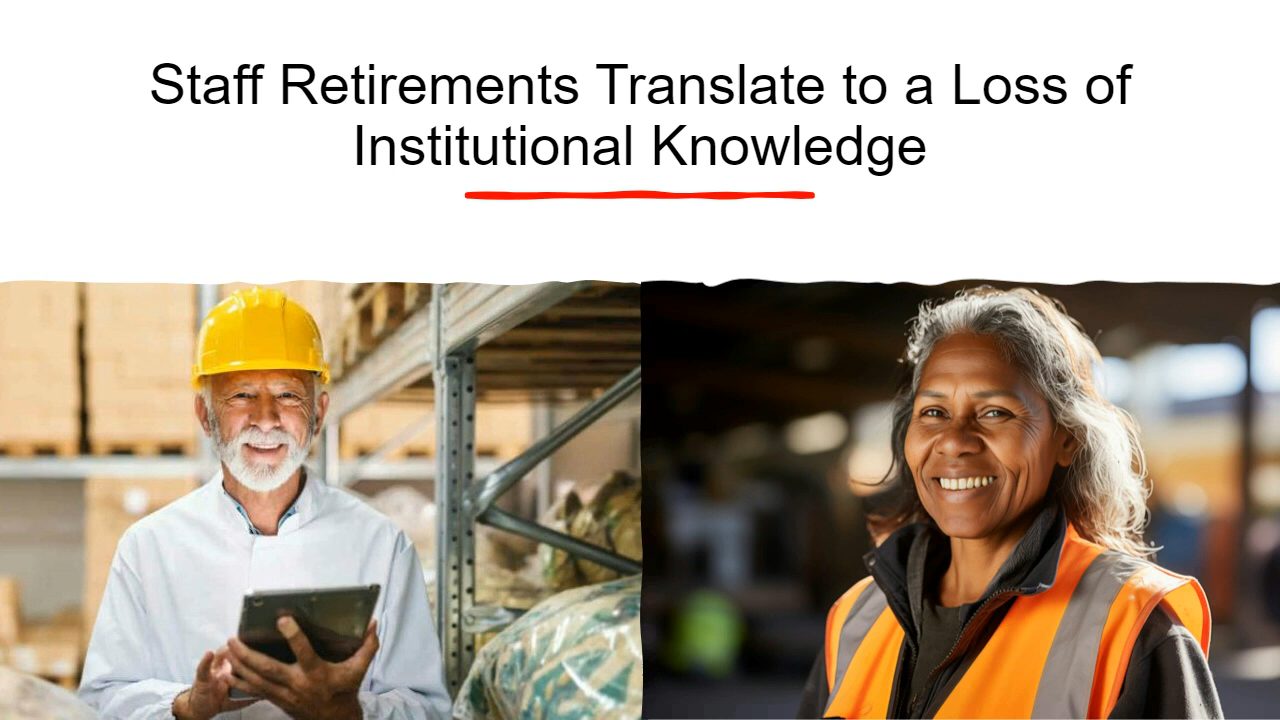 Staff Retirements Translate to a Loss of
Institutional Knowledge